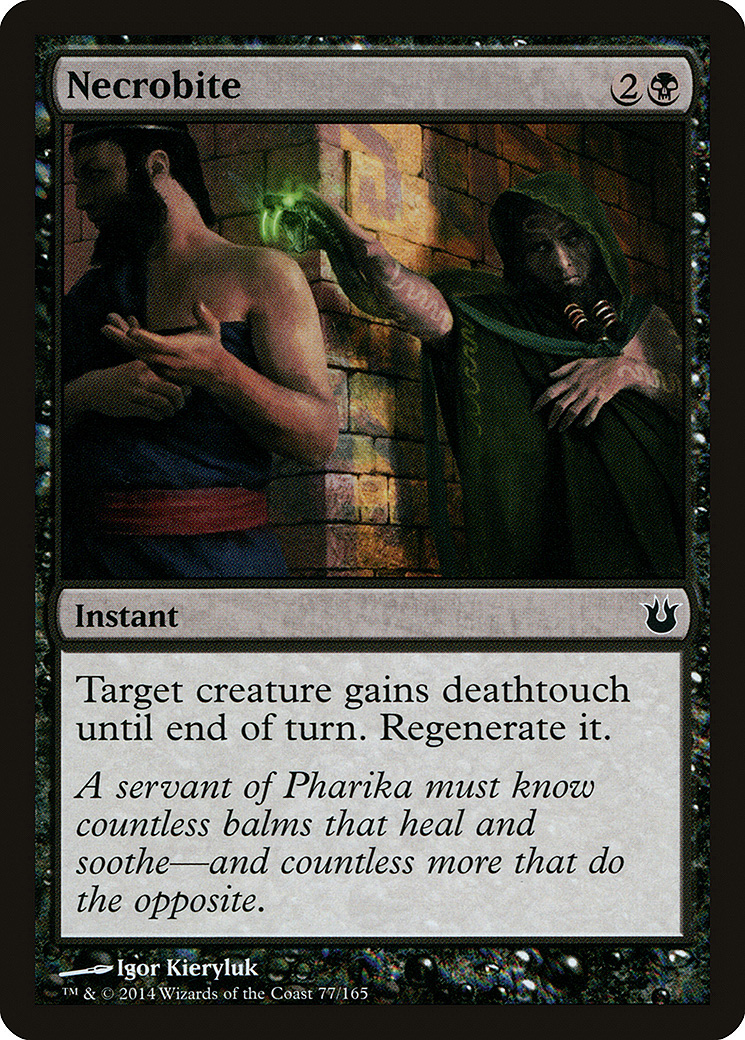 Necrobite 2
Instant
Target creature gains deathtouch
until end of turn. Regenerate it.
A servant of Pharika must know
countless balms that heal and
soothe—and countless more that do
the opposite.
Igor Kieryluk
™ & © 2014 Wizards of the Coast 77/165